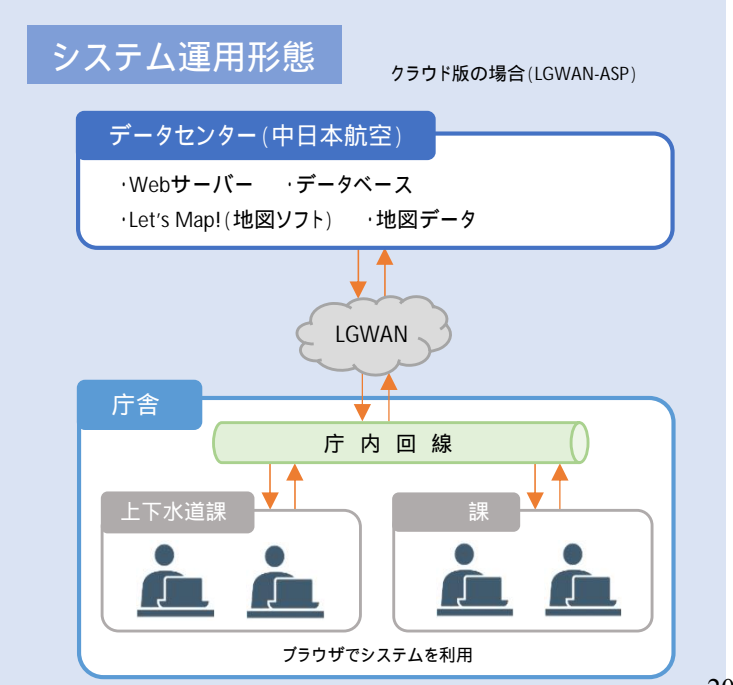 システム運用形態
クラウド版の場合(LGWAN-ASP)
データセンター(中日本航空)
・Webサーバー ・データベース
・Let's Map!(地図ソフト) ・地図データ
LGWAN
庁舎
庁内回線
上下水道課
課
ブラウザでシステムを利用